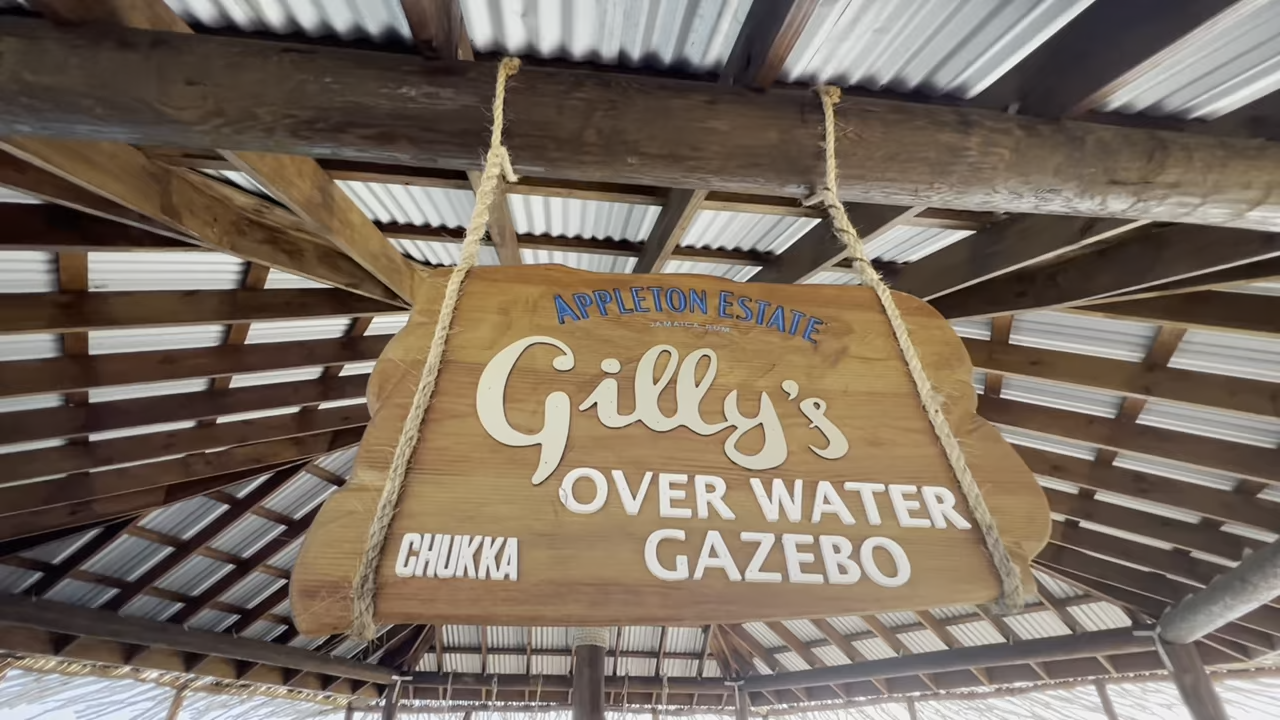 APPLETON ESTATE
JAMAICA RUM
Gilly's
OVER WATER
GAZEBO
CHUKKA